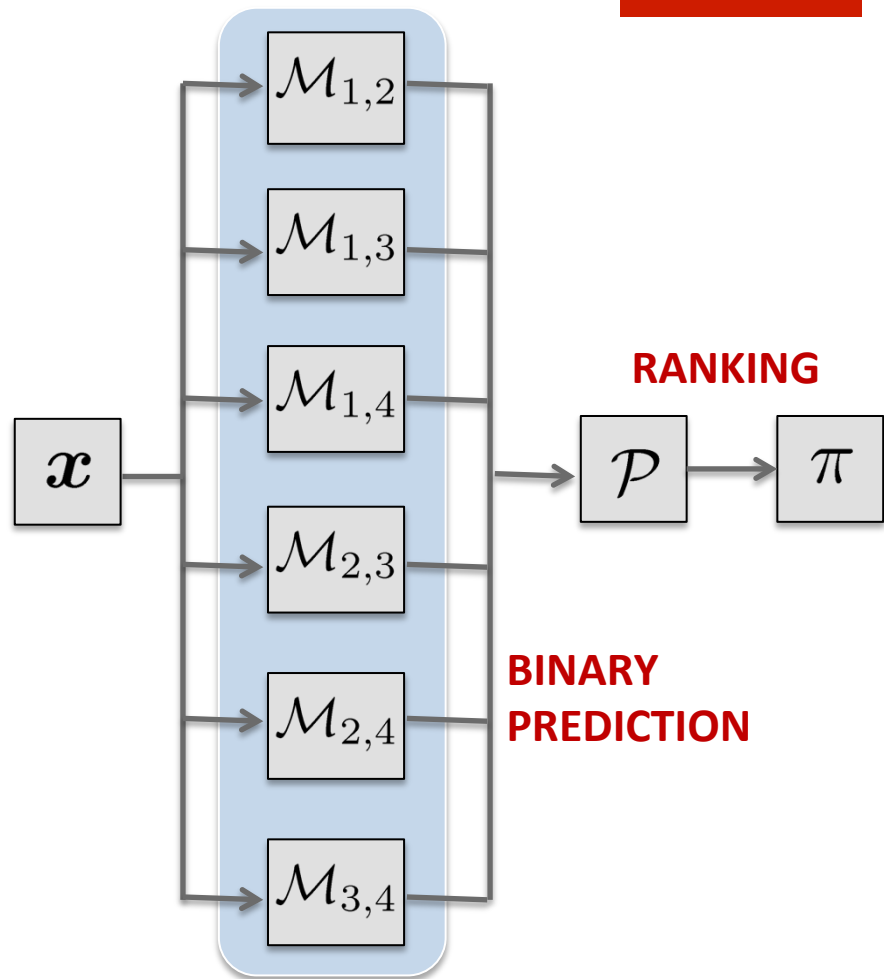 𝓜₁,₂
𝓜₁,₃
𝓜₁,₄
𝓜₂,₃
𝓜₂,₄
𝓜₃,₄
𝒙
RANKING
𝓟
π
BINARY
PREDICTION